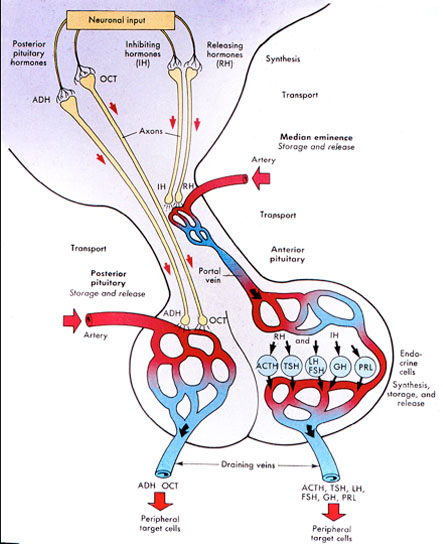 Neuronal input
Posterior
pituitary
hormones
Inhibiting
hormones
(IH)
Releasing
hormones
(RH)
Synthesis
OCT
ADH
Transport
Axons
Median eminence
Storage and release
Artery
IH
RH
Transport
Transport
Anterior
pituitary
Portal
vein
Posterior
pituitary
Storage and release
ADH
OCT
Artery
RH and IH
ACTH
TSH
LH
FSH
GH
PRL
Endo-
crine
cells
Synthesis,
storage, and
release
Draining veins
ADH OCT
ACTH, TSH, LH,
FSH, GH, PRL
Peripheral
target cells
Peripheral
target cells